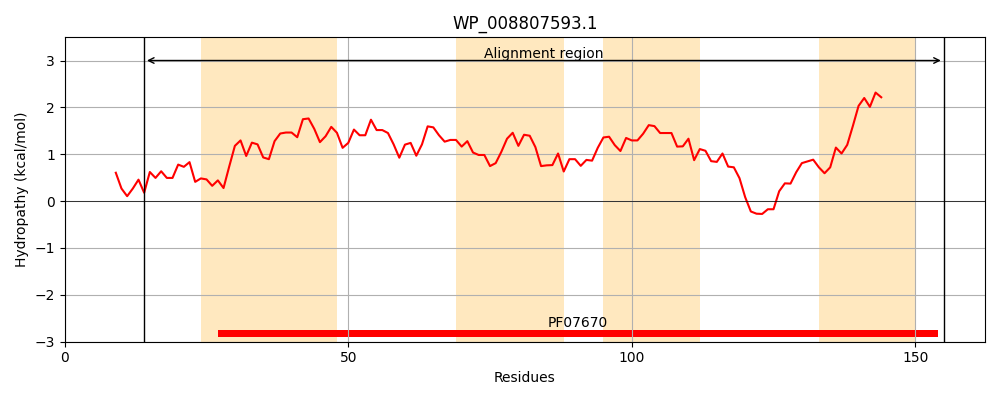 WP_008807593.1
Alignment region
3
2
1
0
−1
−2
−3
Hydropathy (kcal/mol)
PF07670
0
50
100
150
Residues